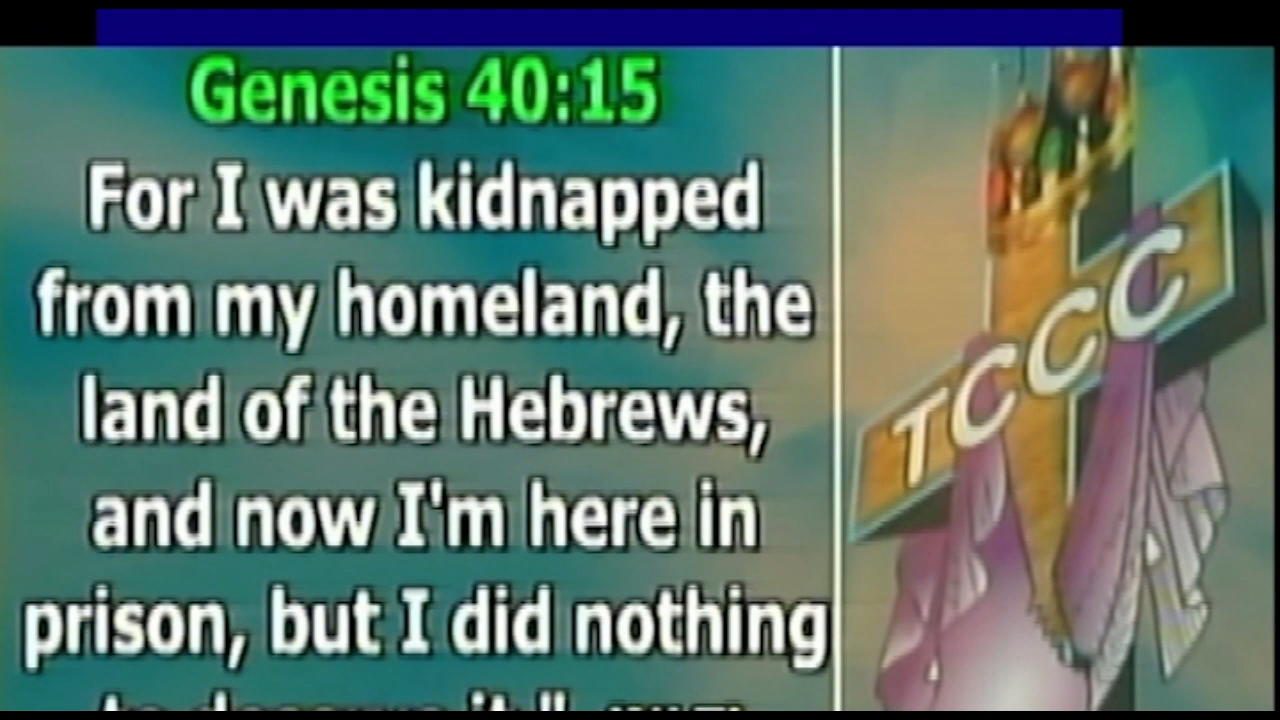 Genesis 40:15
For I was kidnapped
from my homeland, the
land of the Hebrews,
and now I'm here in
prison, but I did nothing
TCCC